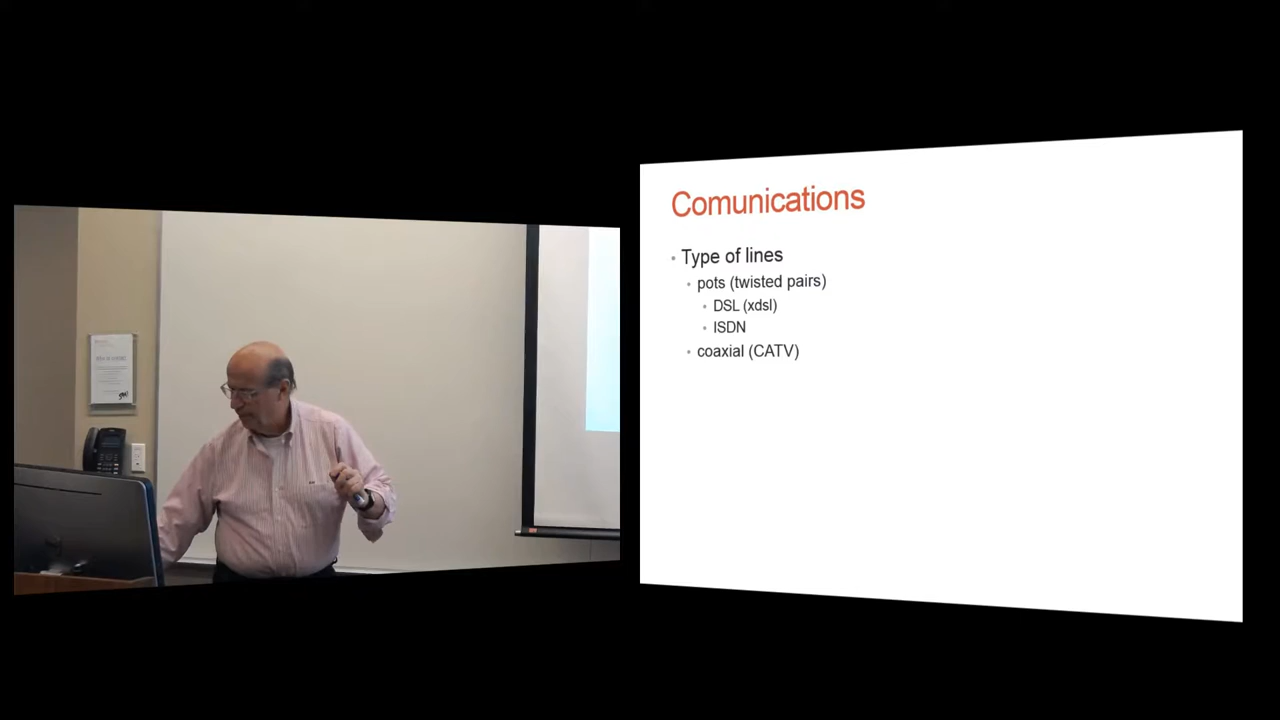 Comunications
• Type of lines
• pots (twisted pairs)
• DSL (xdsl)
• ISDN
• coaxial (CATV)